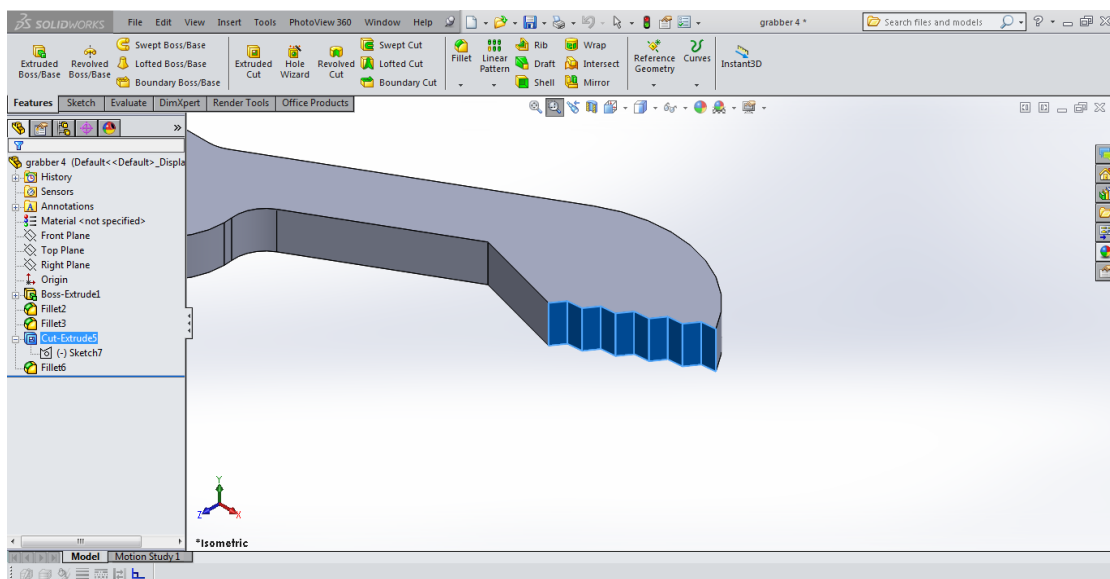 SOLIDWORKS File Edit View Insert Tools PhotoView 360 Window Help grabber 4 * Search files and models ?
Extruded Boss/Base Revolved Boss/Base Swept Boss/Base Lofted Boss/Base Boundary Boss/Base Extruded Cut Hole Wizard Revolved Cut Swept Cut Lofted Cut Boundary Cut Fillet Linear Pattern Rib Draft Shell Wrap Intersect Mirror Reference Geometry Curves Instant3D
Features Sketch Evaluate DimXpert Render Tools Office Products
»
grabber 4 (Default<<Default>_Displa
History
Sensors
A Annotations
Material <not specified>
Front Plane
Top Plane
Right Plane
Origin
Boss-Extrude1
Fillet2
Fillet3
Cut-Extrude5
(-) Sketch7
Fillet6
Y
Z X
*Isometric
Model Motion Study 1